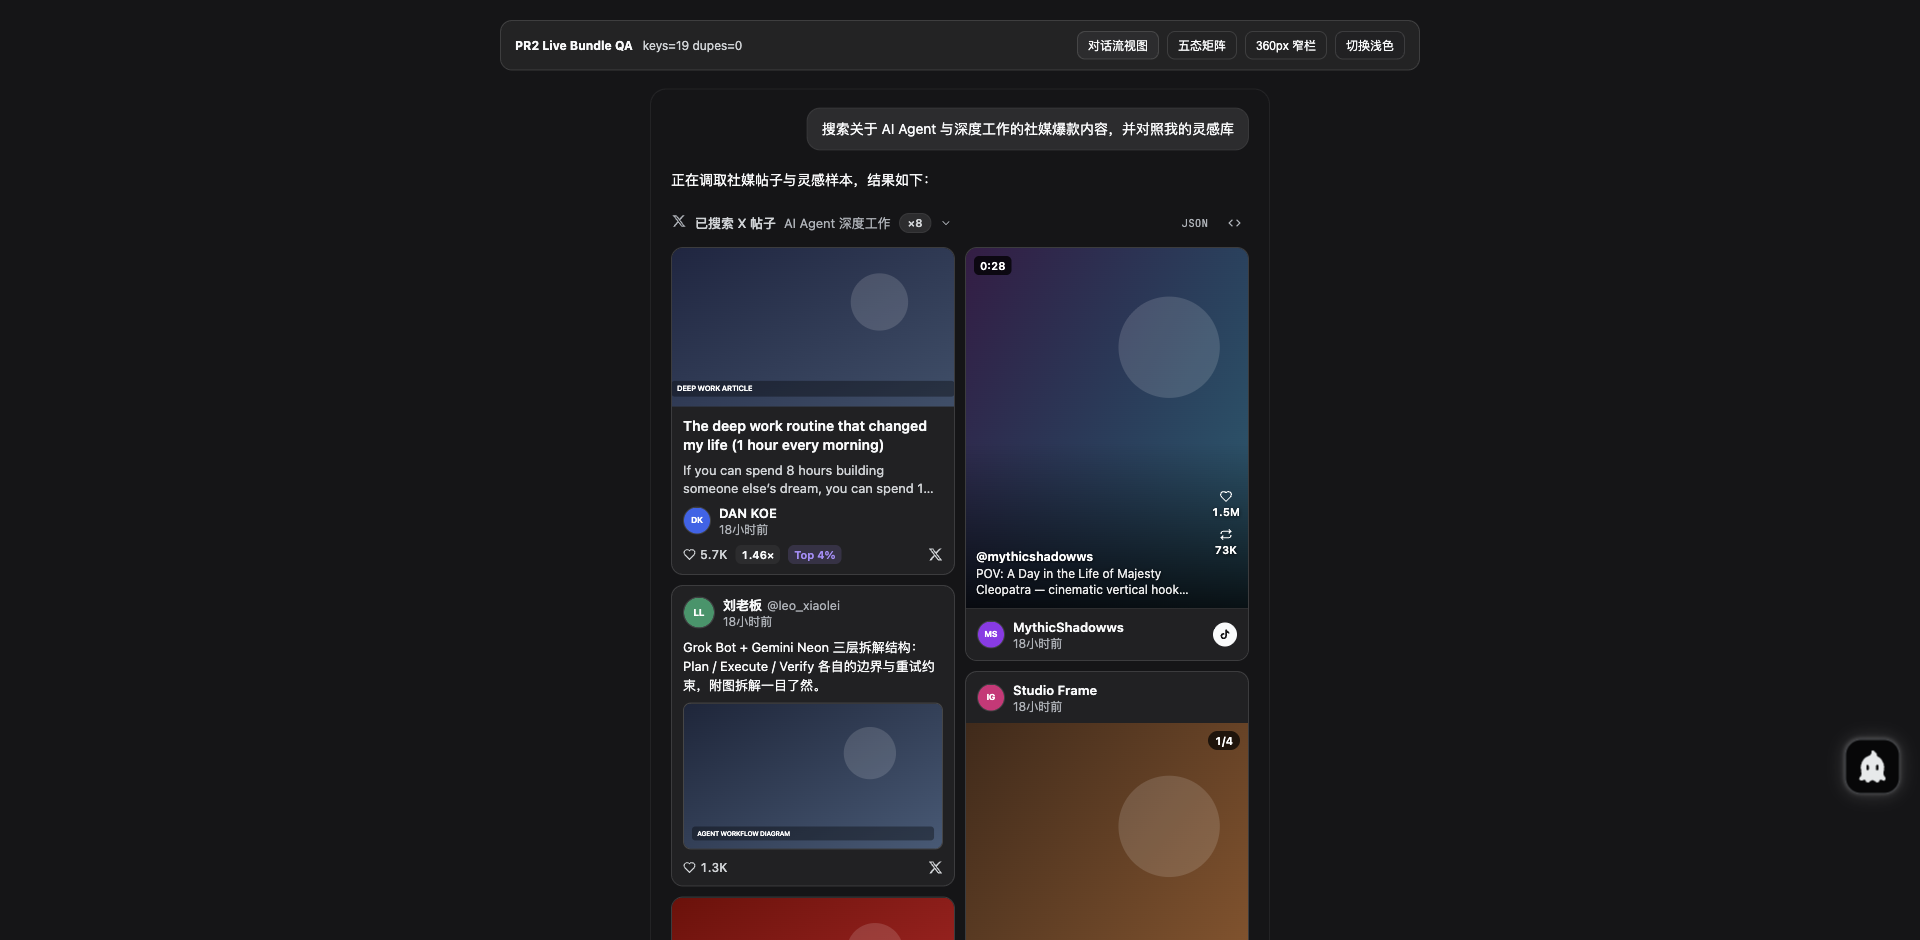 PR2 Live Bundle QA keys=19 dupes=0
对话流视图 五态矩阵 360px 窄栏 切换浅色
搜索关于 AI Agent 与深度工作的社媒爆款内容，并对照我的灵感库
正在调取社媒帖子与灵感样本，结果如下：
已搜索 X 帖子 AI Agent 深度工作 ×8
JSON
DEEP WORK ARTICLE
The deep work routine that changed
my life (1 hour every morning)
If you can spend 8 hours building
someone else’s dream, you can spend 1…
DK
DAN KOE
18小时前
5.7K 1.46× Top 4%
LL
刘老板 @leo_xiaolei
18小时前
Grok Bot + Gemini Neon 三层拆解结构：
Plan / Execute / Verify 各自的边界与重试约
束，附图拆解一目了然。
AGENT WORKFLOW DIAGRAM
1.3K
0:28
1.5M
73K
@mythicshadowws
POV: A Day in the Life of Majesty
Cleopatra — cinematic vertical hook…
MS
MythicShadowws
18小时前
IG
Studio Frame
18小时前
1/4